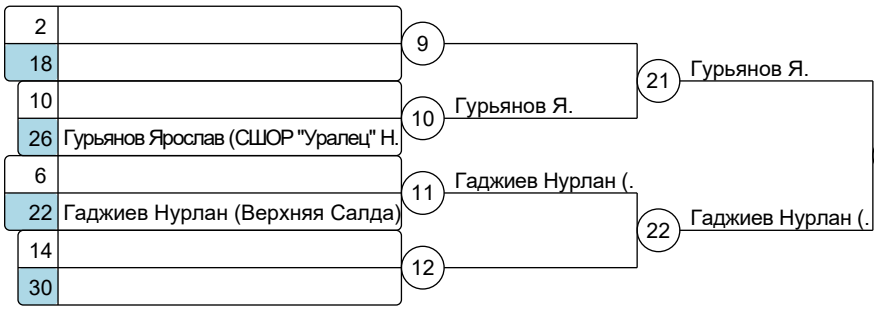 2
9
18
21 Гурьянов Я.
10
10 Гурьянов Я.
26 Гурьянов Ярослав (СШОР "Уралец" Н.
6
11 Гаджиев Нурлан (.
22 Гаджиев Нурлан (Верхняя Салда)
22 Гаджиев Нурлан (.
14
12
30